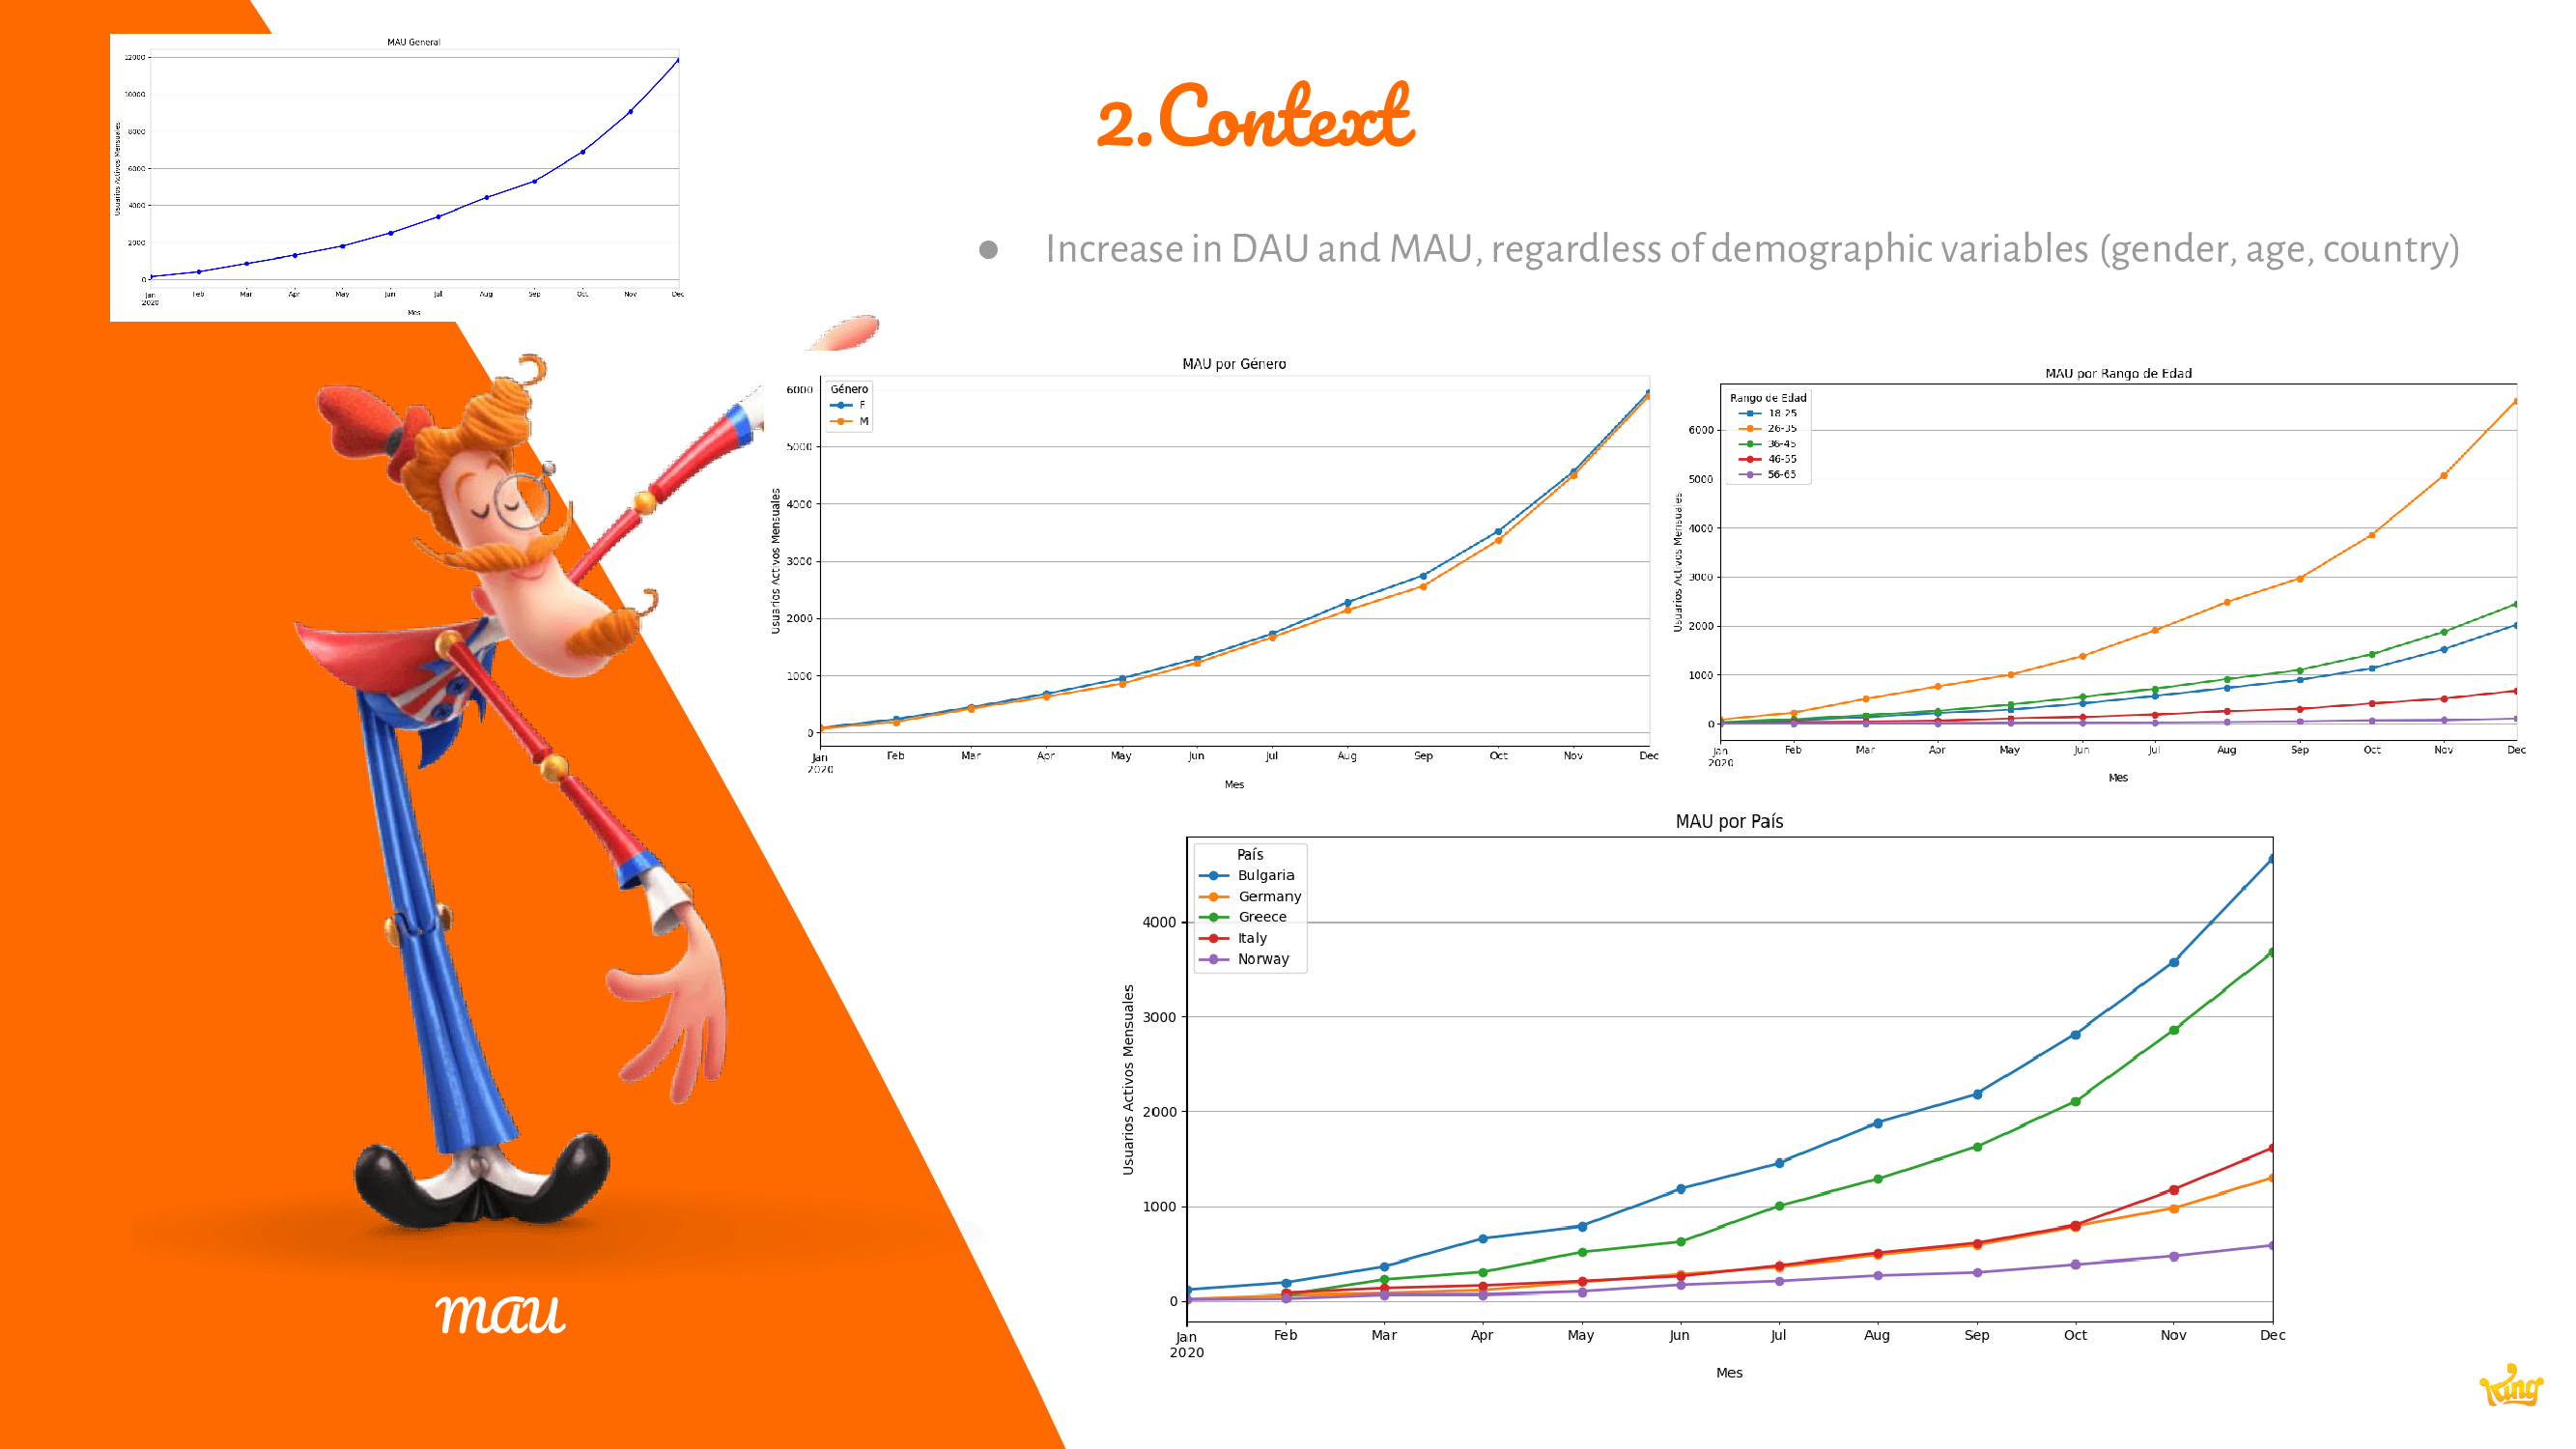 MAU General
12000
10000
8000
6000
4000
2000
0
Usuarios Activos Mensuales
Jan Feb Mar Apr May Jun Jul Aug Sep Oct Nov Dec
2020
Mes
2.Context
● Increase in DAU and MAU, regardless of demographic variables (gender, age, country)
MAU por Género
Género
F
M
6000
5000
4000
3000
2000
1000
0
Usuarios Activos Mensuales
Jan Feb Mar Apr May Jun Jul Aug Sep Oct Nov Dec
2020
Mes
MAU por Rango de Edad
Rango de Edad
18-25
26-35
36-45
46-55
56-65
6000
5000
4000
3000
2000
1000
0
Usuarios Activos Mensuales
Jan Feb Mar Apr May Jun Jul Aug Sep Oct Nov Dec
2020
Mes
MAU por País
País
Bulgaria
Germany
Greece
Italy
Norway
4000
3000
2000
1000
0
Usuarios Activos Mensuales
Jan Feb Mar Apr May Jun Jul Aug Sep Oct Nov Dec
2020
Mes
mau
King